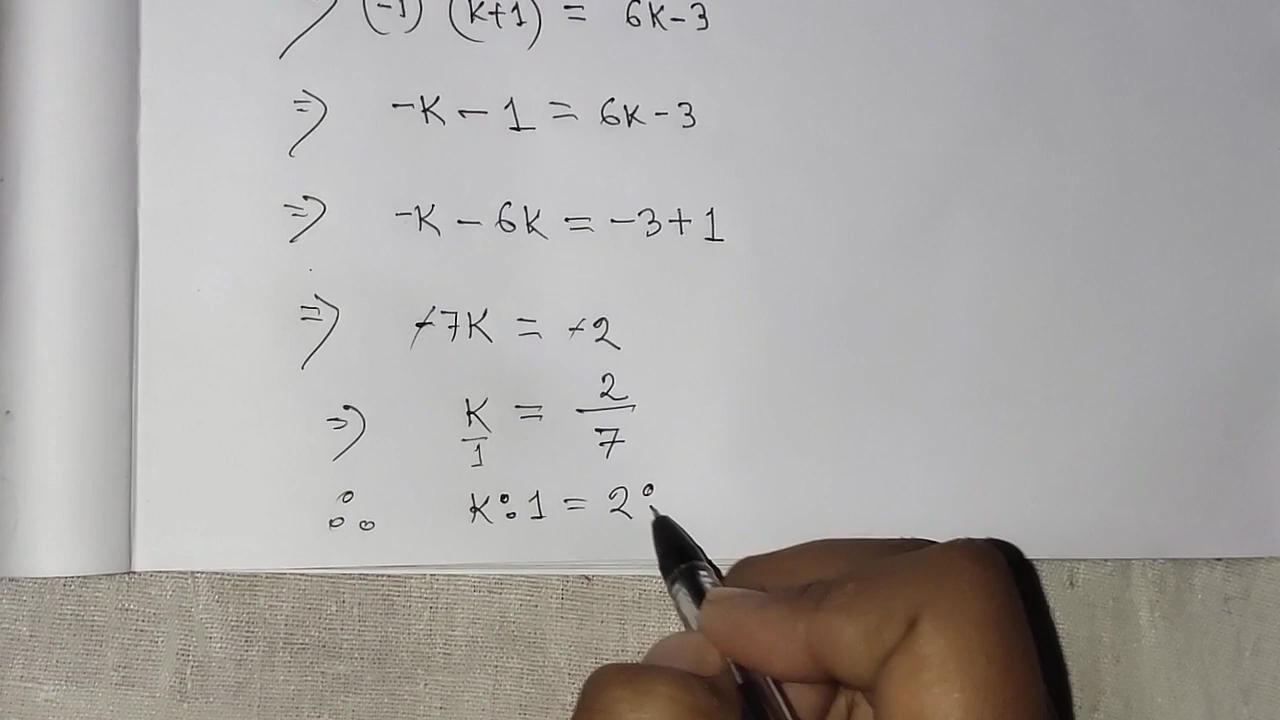 ⇒ (-1) (K+1) = 6K-3
⇒ -K - 1 = 6K-3
⇒ -K - 6K = -3+1
⇒ -7K = -2
⇒ K/1 = 2/7
∴ K:1 = 2: